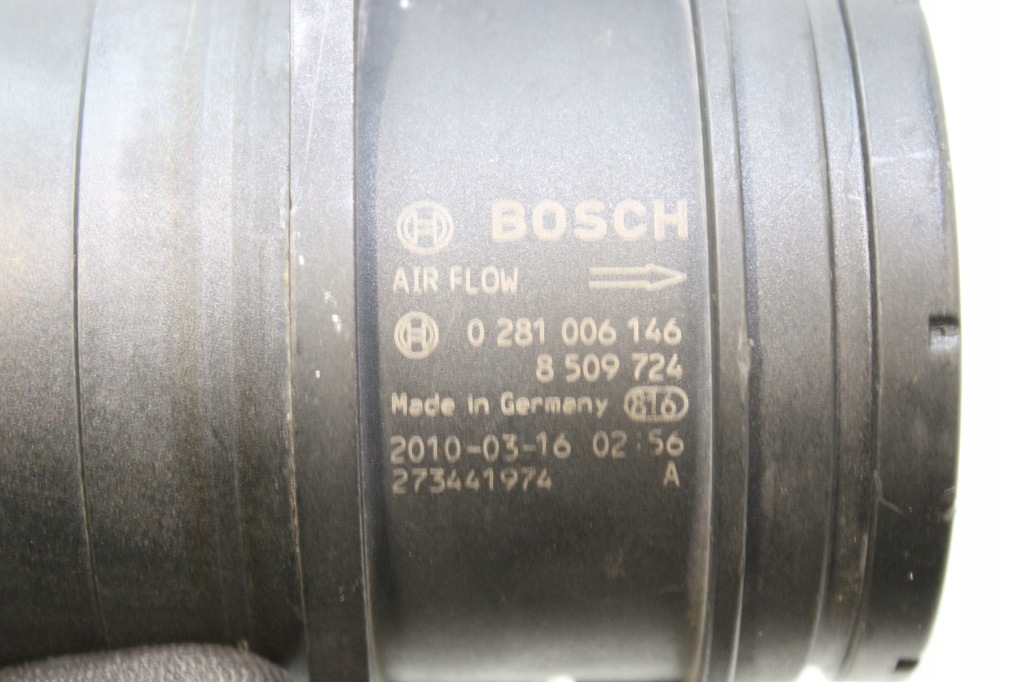 BOSCH
AIR FLOW
0 281 006 146
8 509 724
Made in Germany 816
2010-03-16 02:56
273441974 A